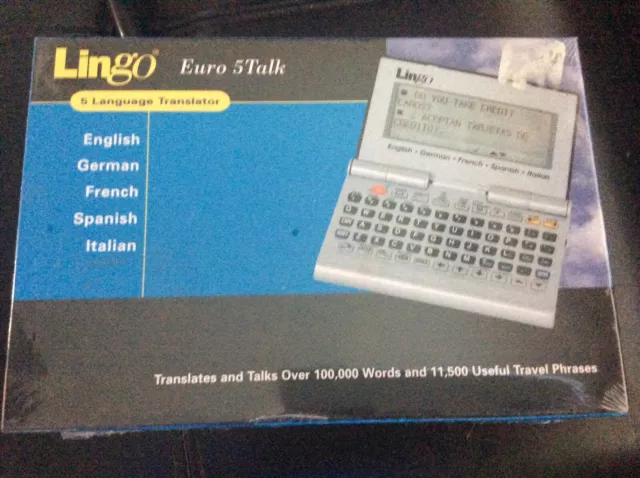 Lingo® Euro 5Talk
5 Language Translator
English
German
French
Spanish
Italian
Lingo
DO YOU TAKE CREDIT
CARDS?
¿ ACEPTAN TARJETAS DE
CREDITO?
English • German • French • Spanish • Italian
Translates and Talks Over 100,000 Words and 11,500 Useful Travel Phrases